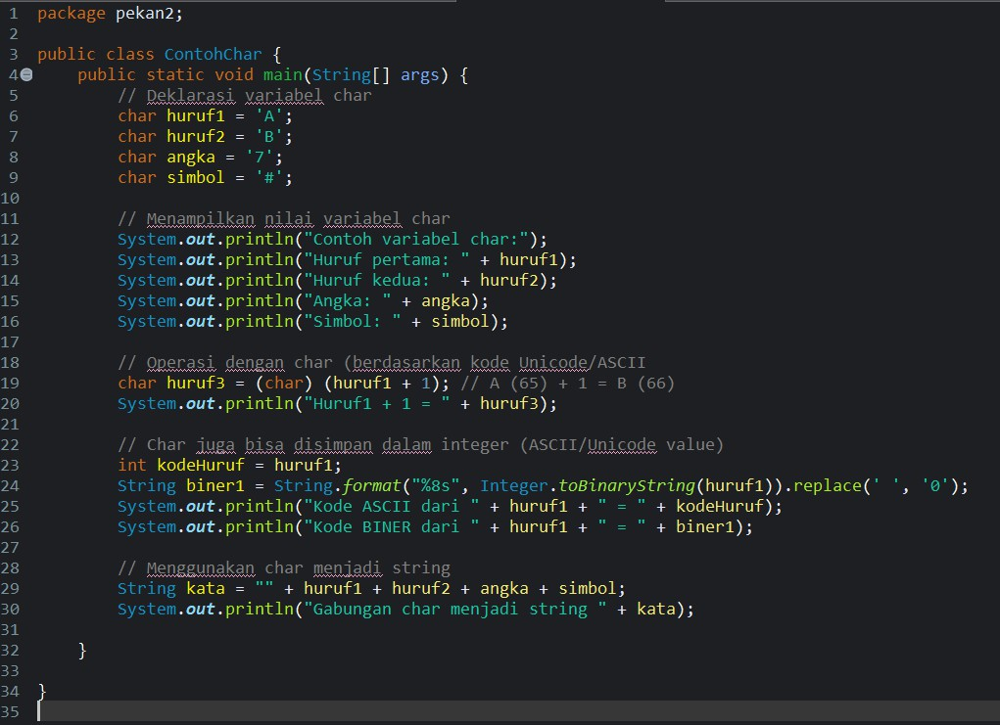 1 package pekan2;
2
3 public class ContohChar {
4     public static void main(String[] args) {
5         // Deklarasi variabel char
6         char huruf1 = 'A';
7         char huruf2 = 'B';
8         char angka = '7';
9         char simbol = '#';
10
11         // Menampilkan nilai variabel char
12         System.out.println("Contoh variabel char:");
13         System.out.println("Huruf pertama: " + huruf1);
14         System.out.println("Huruf kedua: " + huruf2);
15         System.out.println("Angka: " + angka);
16         System.out.println("Simbol: " + simbol);
17
18         // Operasi dengan char (berdasarkan kode Unicode/ASCII
19         char huruf3 = (char) (huruf1 + 1); // A (65) + 1 = B (66)
20         System.out.println("Huruf1 + 1 = " + huruf3);
21
22         // Char juga bisa disimpan dalam integer (ASCII/Unicode value)
23         int kodeHuruf = huruf1;
24         String biner1 = String.format("%8s", Integer.toBinaryString(huruf1)).replace(' ', '0');
25         System.out.println("Kode ASCII dari " + huruf1 + " = " + kodeHuruf);
26         System.out.println("Kode BINER dari " + huruf1 + " = " + biner1);
27
28         // Menggunakan char menjadi string
29         String kata = "" + huruf1 + huruf2 + angka + simbol;
30         System.out.println("Gabungan char menjadi string " + kata);
31
32     }
33
34 }
35